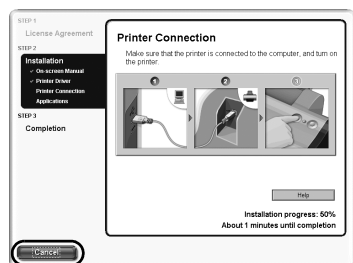 STEP 1
License Agreement
STEP 2
Installation
On-screen Manual
Printer Driver
Printer Connection
Applications
STEP 3
Completion
Cancel
Printer Connection
Make sure that the printer is connected to the computer, and turn on
the printer.
1 2 3
Help
Installation progress: 50%
About 1 minutes until completion